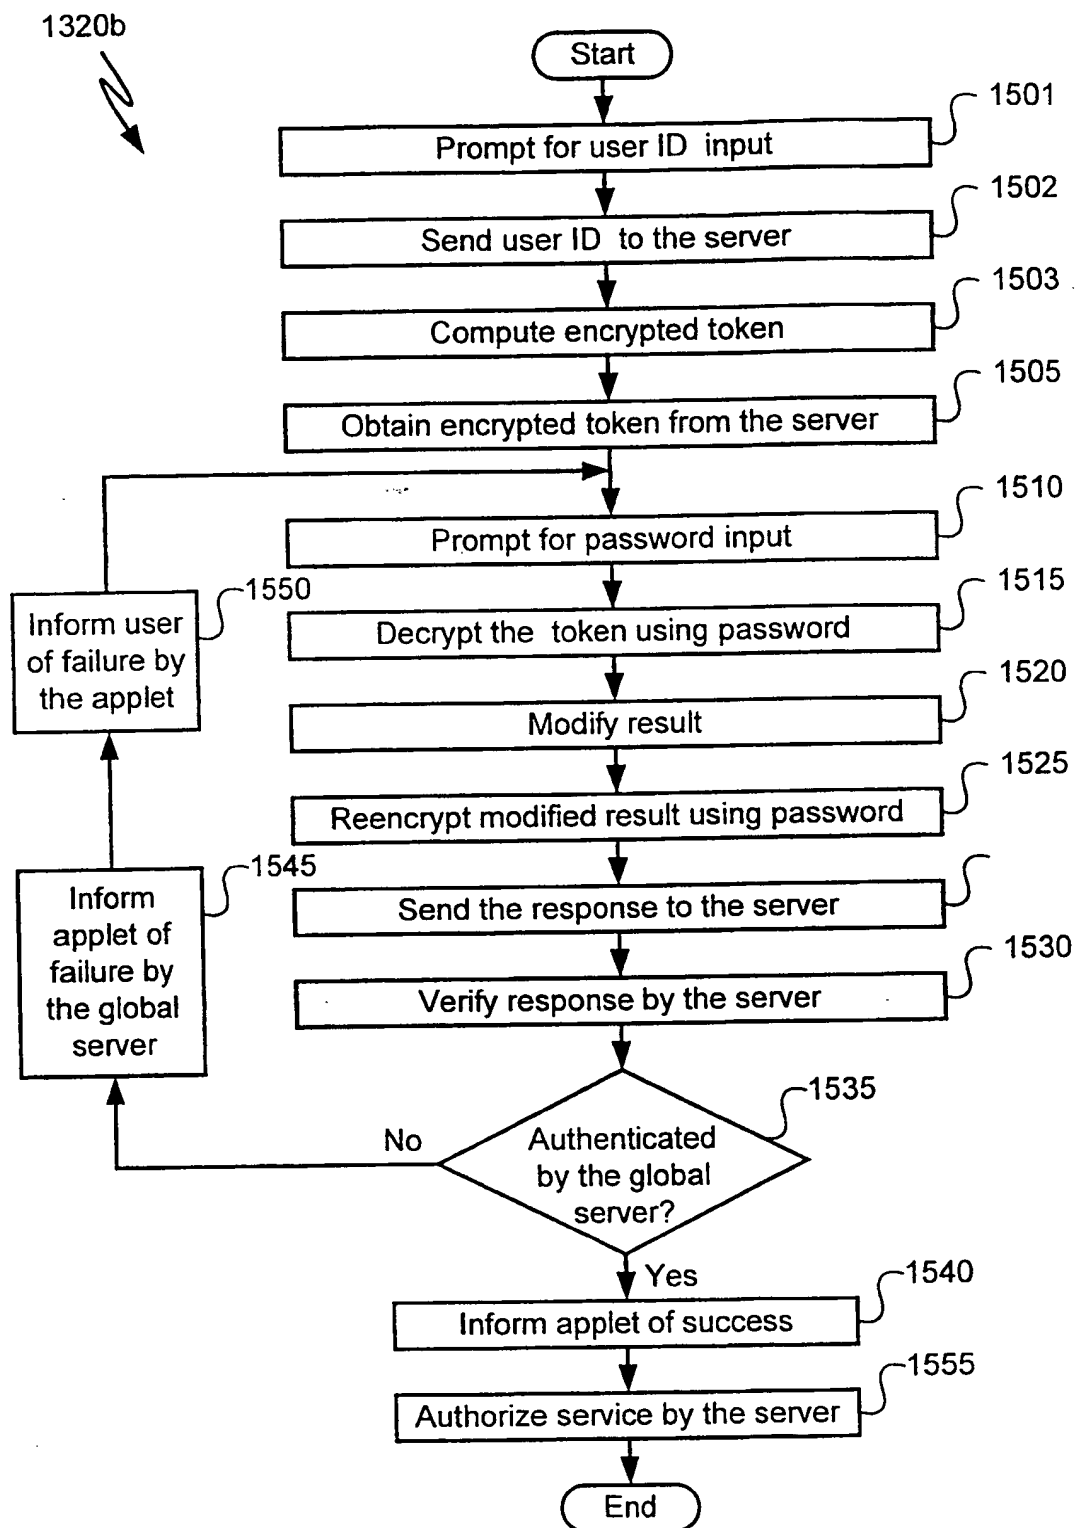 1320b
Start
1501
Prompt for user ID input
1502
Send user ID to the server
1503
Compute encrypted token
1505
Obtain encrypted token from the server
1510
Prompt for password input
1515
Decrypt the token using password
1520
Modify result
1525
Reencrypt modified result using password
Send the response to the server
1530
Verify response by the server
1535
Authenticated
by the global
server?
No
1545
Inform
applet of
failure by
the global
server
1550
Inform user
of failure by
the applet
Yes
1540
Inform applet of success
1555
Authorize service by the server
End